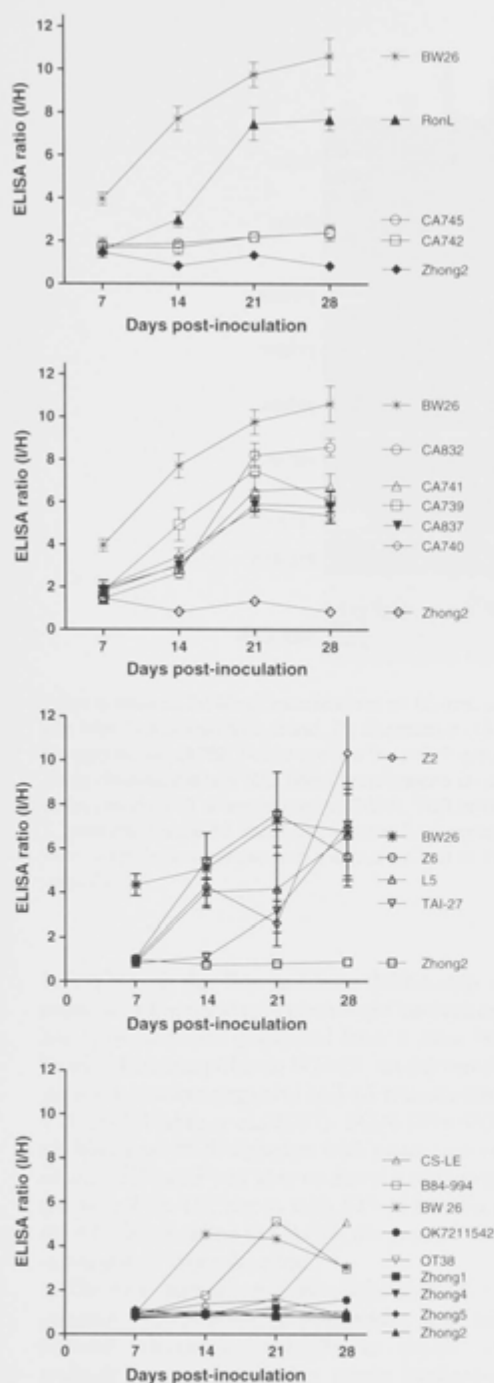 ELISA ratio (I/H)
12
10
8
6
4
2
0
7
14
21
28
Days post-inoculation
BW26
RonL
CA745
CA742
Zhong2
ELISA ratio (I/H)
12
10
8
6
4
2
0
7
14
21
28
Days post-inoculation
BW26
CA832
CA741
CA739
CA837
CA740
Zhong2
ELISA ratio (I/H)
12
10
8
6
4
2
0
0
7
14
21
28
Days post-inoculation
Z2
BW26
Z6
L5
TAI-27
Zhong2
ELISA ratio (I/H)
12
10
8
6
4
2
0
0
7
14
21
28
Days post-inoculation
CS-LE
B84-994
BW 26
OK7211542
OT38
Zhong1
Zhong4
Zhong5
Zhong2